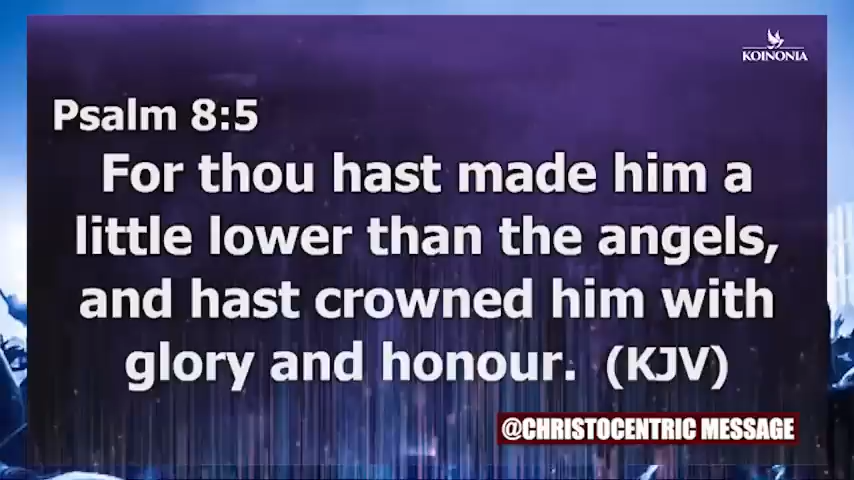 KOINONIA
Psalm 8:5
For thou hast made him a
little lower than the angels,
and hast crowned him with
glory and honour. (KJV)
@CHRISTOCENTRIC MESSAGE